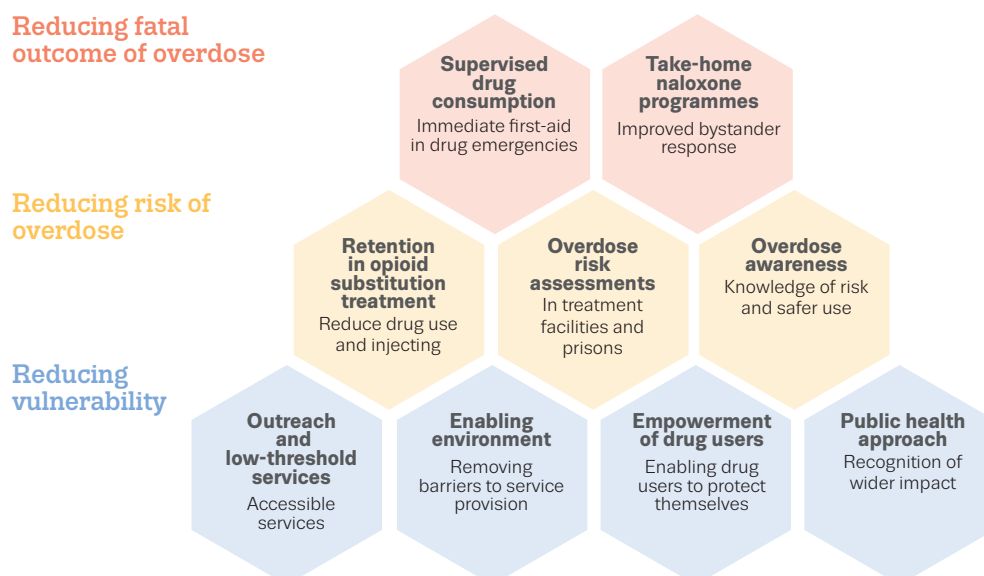 Reducing fatal
outcome of overdose
Supervised
drug
consumption
Immediate first-aid
in drug emergencies
Take-home
naloxone
programmes
Improved bystander
response
Reducing risk of
overdose
Retention
in opioid
substitution
treatment
Reduce drug use
and injecting
Overdose
risk
assessments
In treatment
facilities and
prisons
Overdose
awareness
Knowledge of risk
and safer use
Reducing
vulnerability
Outreach
and
low-threshold
services
Accessible
services
Enabling
environment
Removing
barriers to service
provision
Empowerment
of drug users
Enabling drug
users to protect
themselves
Public health
approach
Recognition of
wider impact